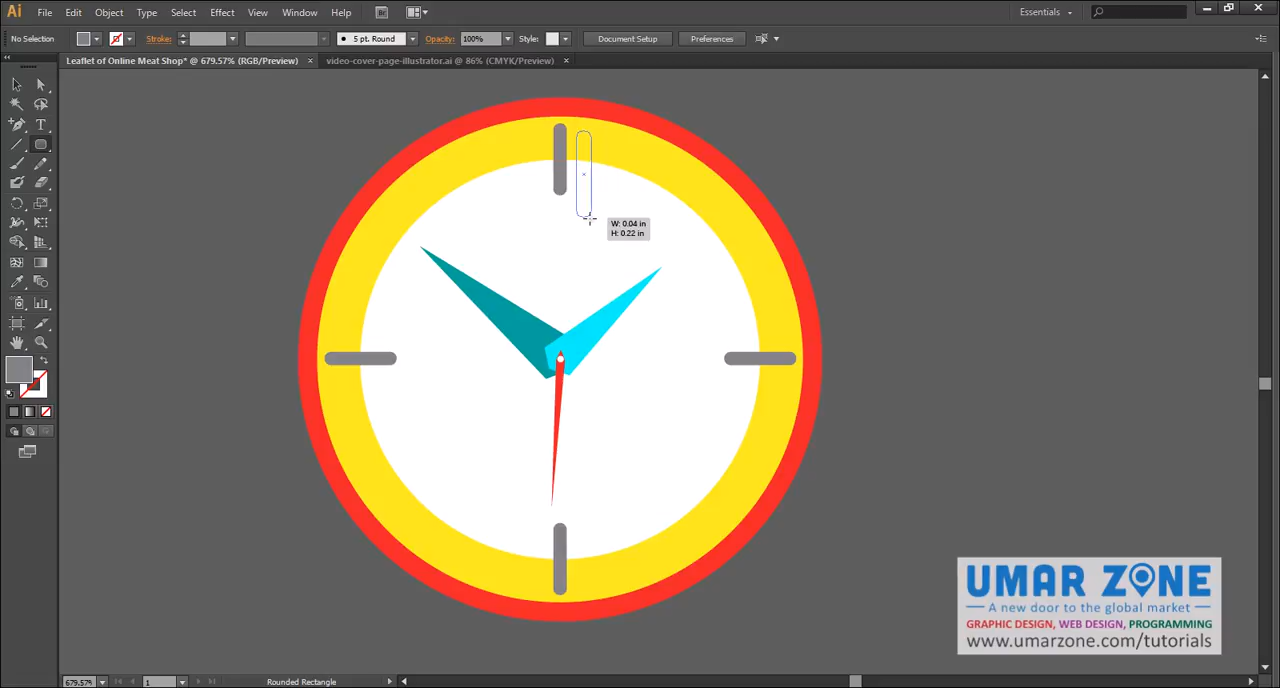 Ai File Edit Object Type Select Effect View Window Help Br Essentials
No Selection Stroke: 5 pt. Round Opacity: 100% Style: Document Setup Preferences
Leaflet of Online Meat Shop* @ 679.57% (RGB/Preview) × video-cover-page-illustrator.ai @ 86% (CMYK/Preview) ×
W: 0.04 in
H: 0.22 in
UMAR ZONE
A new door to the global market
GRAPHIC DESIGN, WEB DESIGN, PROGRAMMING
www.umarzone.com/tutorials
679.57% 1 Rounded Rectangle